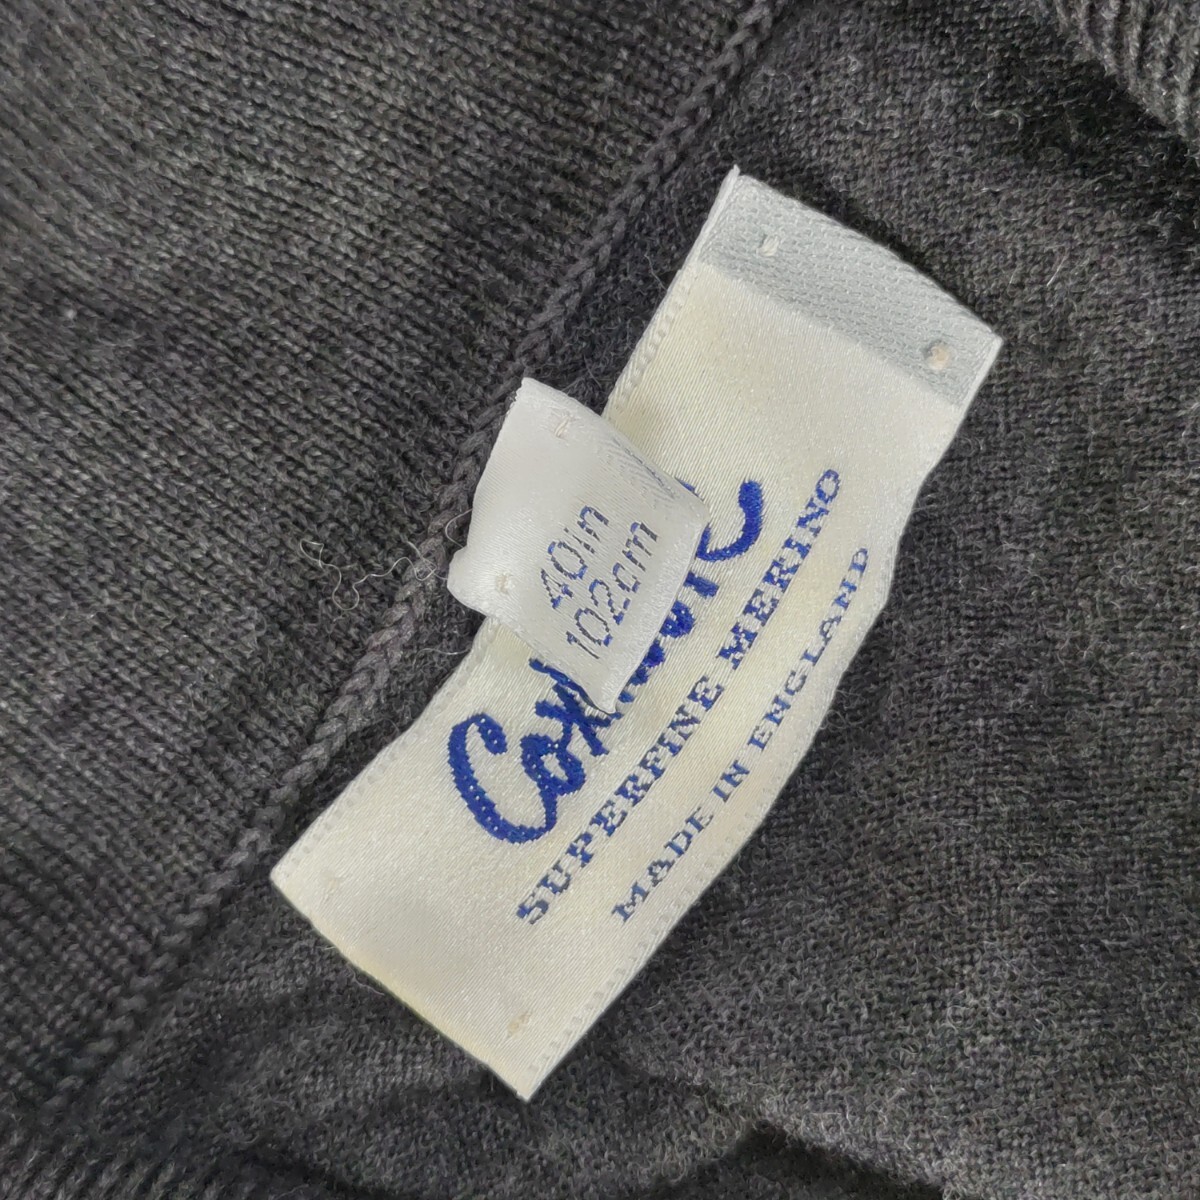 40in
102cm
SUPERFINE MERINO
MADE IN ENGLAND